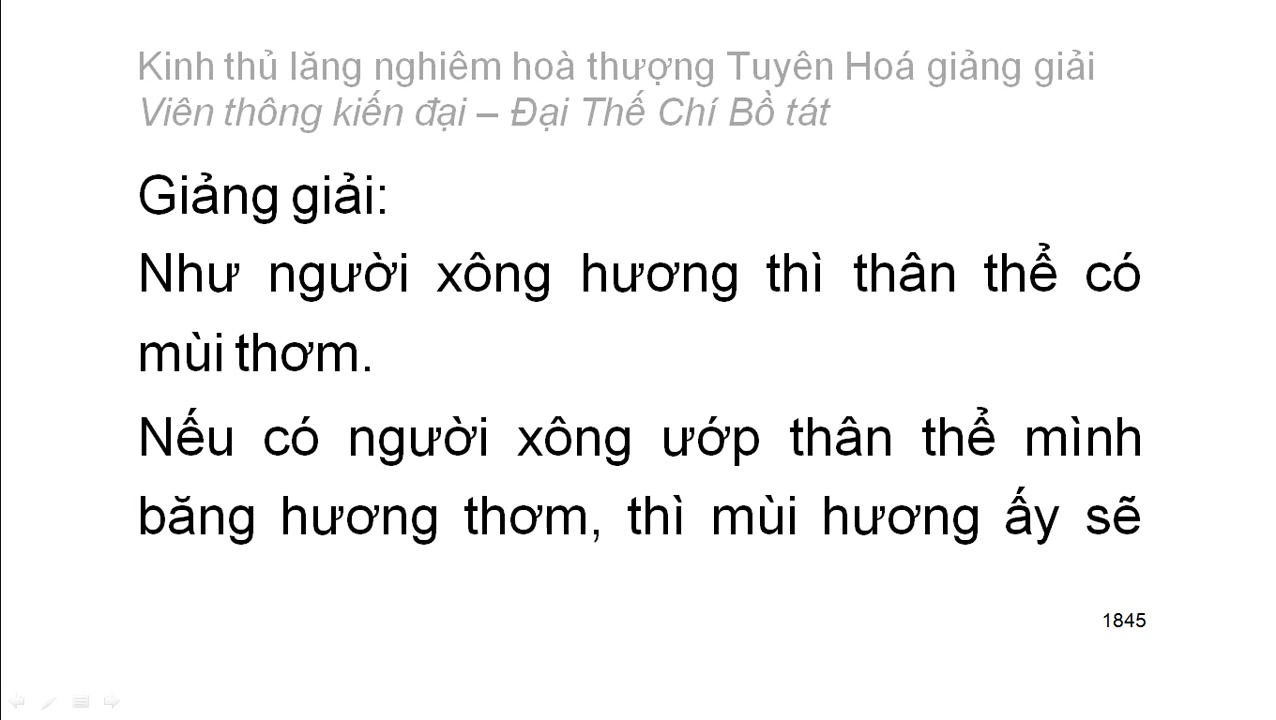 Kinh thủ lăng nghiêm hoà thượng Tuyên Hoá giảng giải
Viên thông kiến đại – Đại Thế Chí Bồ tát
Giảng giải:
Như người xông hương thì thân thể có
mùi thơm.
Nếu có người xông ướp thân thể mình
băng hương thơm, thì mùi hương ấy sẽ
1845